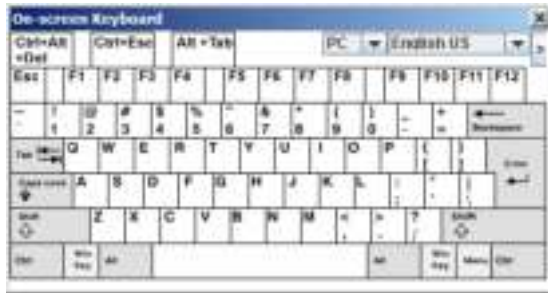 On-screen Keyboard
Ctrl+Alt+Del Ctrl+Esc Alt + Tab PC English US
Esc F1 F2 F3 F4 F5 F6 F7 F8 F9 F10 F11 F12
~ ! @ # $ % ^ & * ( ) _ +
` 1 2 3 4 5 6 7 8 9 0 - = Backspace
Tab Q W E R T Y U I O P { } Enter
Caps Lock A S D F G H J K L : "
Shift Z X C V B N M < > ? Shift
, . /
Ctrl Win Key Alt Alt Win Key Menu Ctrl